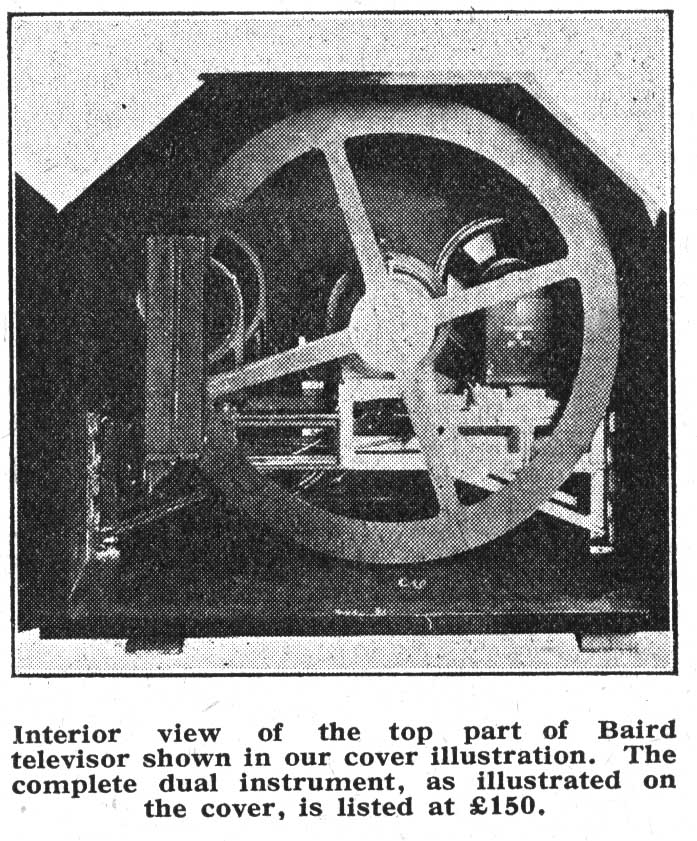 Interior view of the top part of Baird
televisor shown in our cover illustration. The
complete dual instrument, as illustrated on
the cover, is listed at £150.